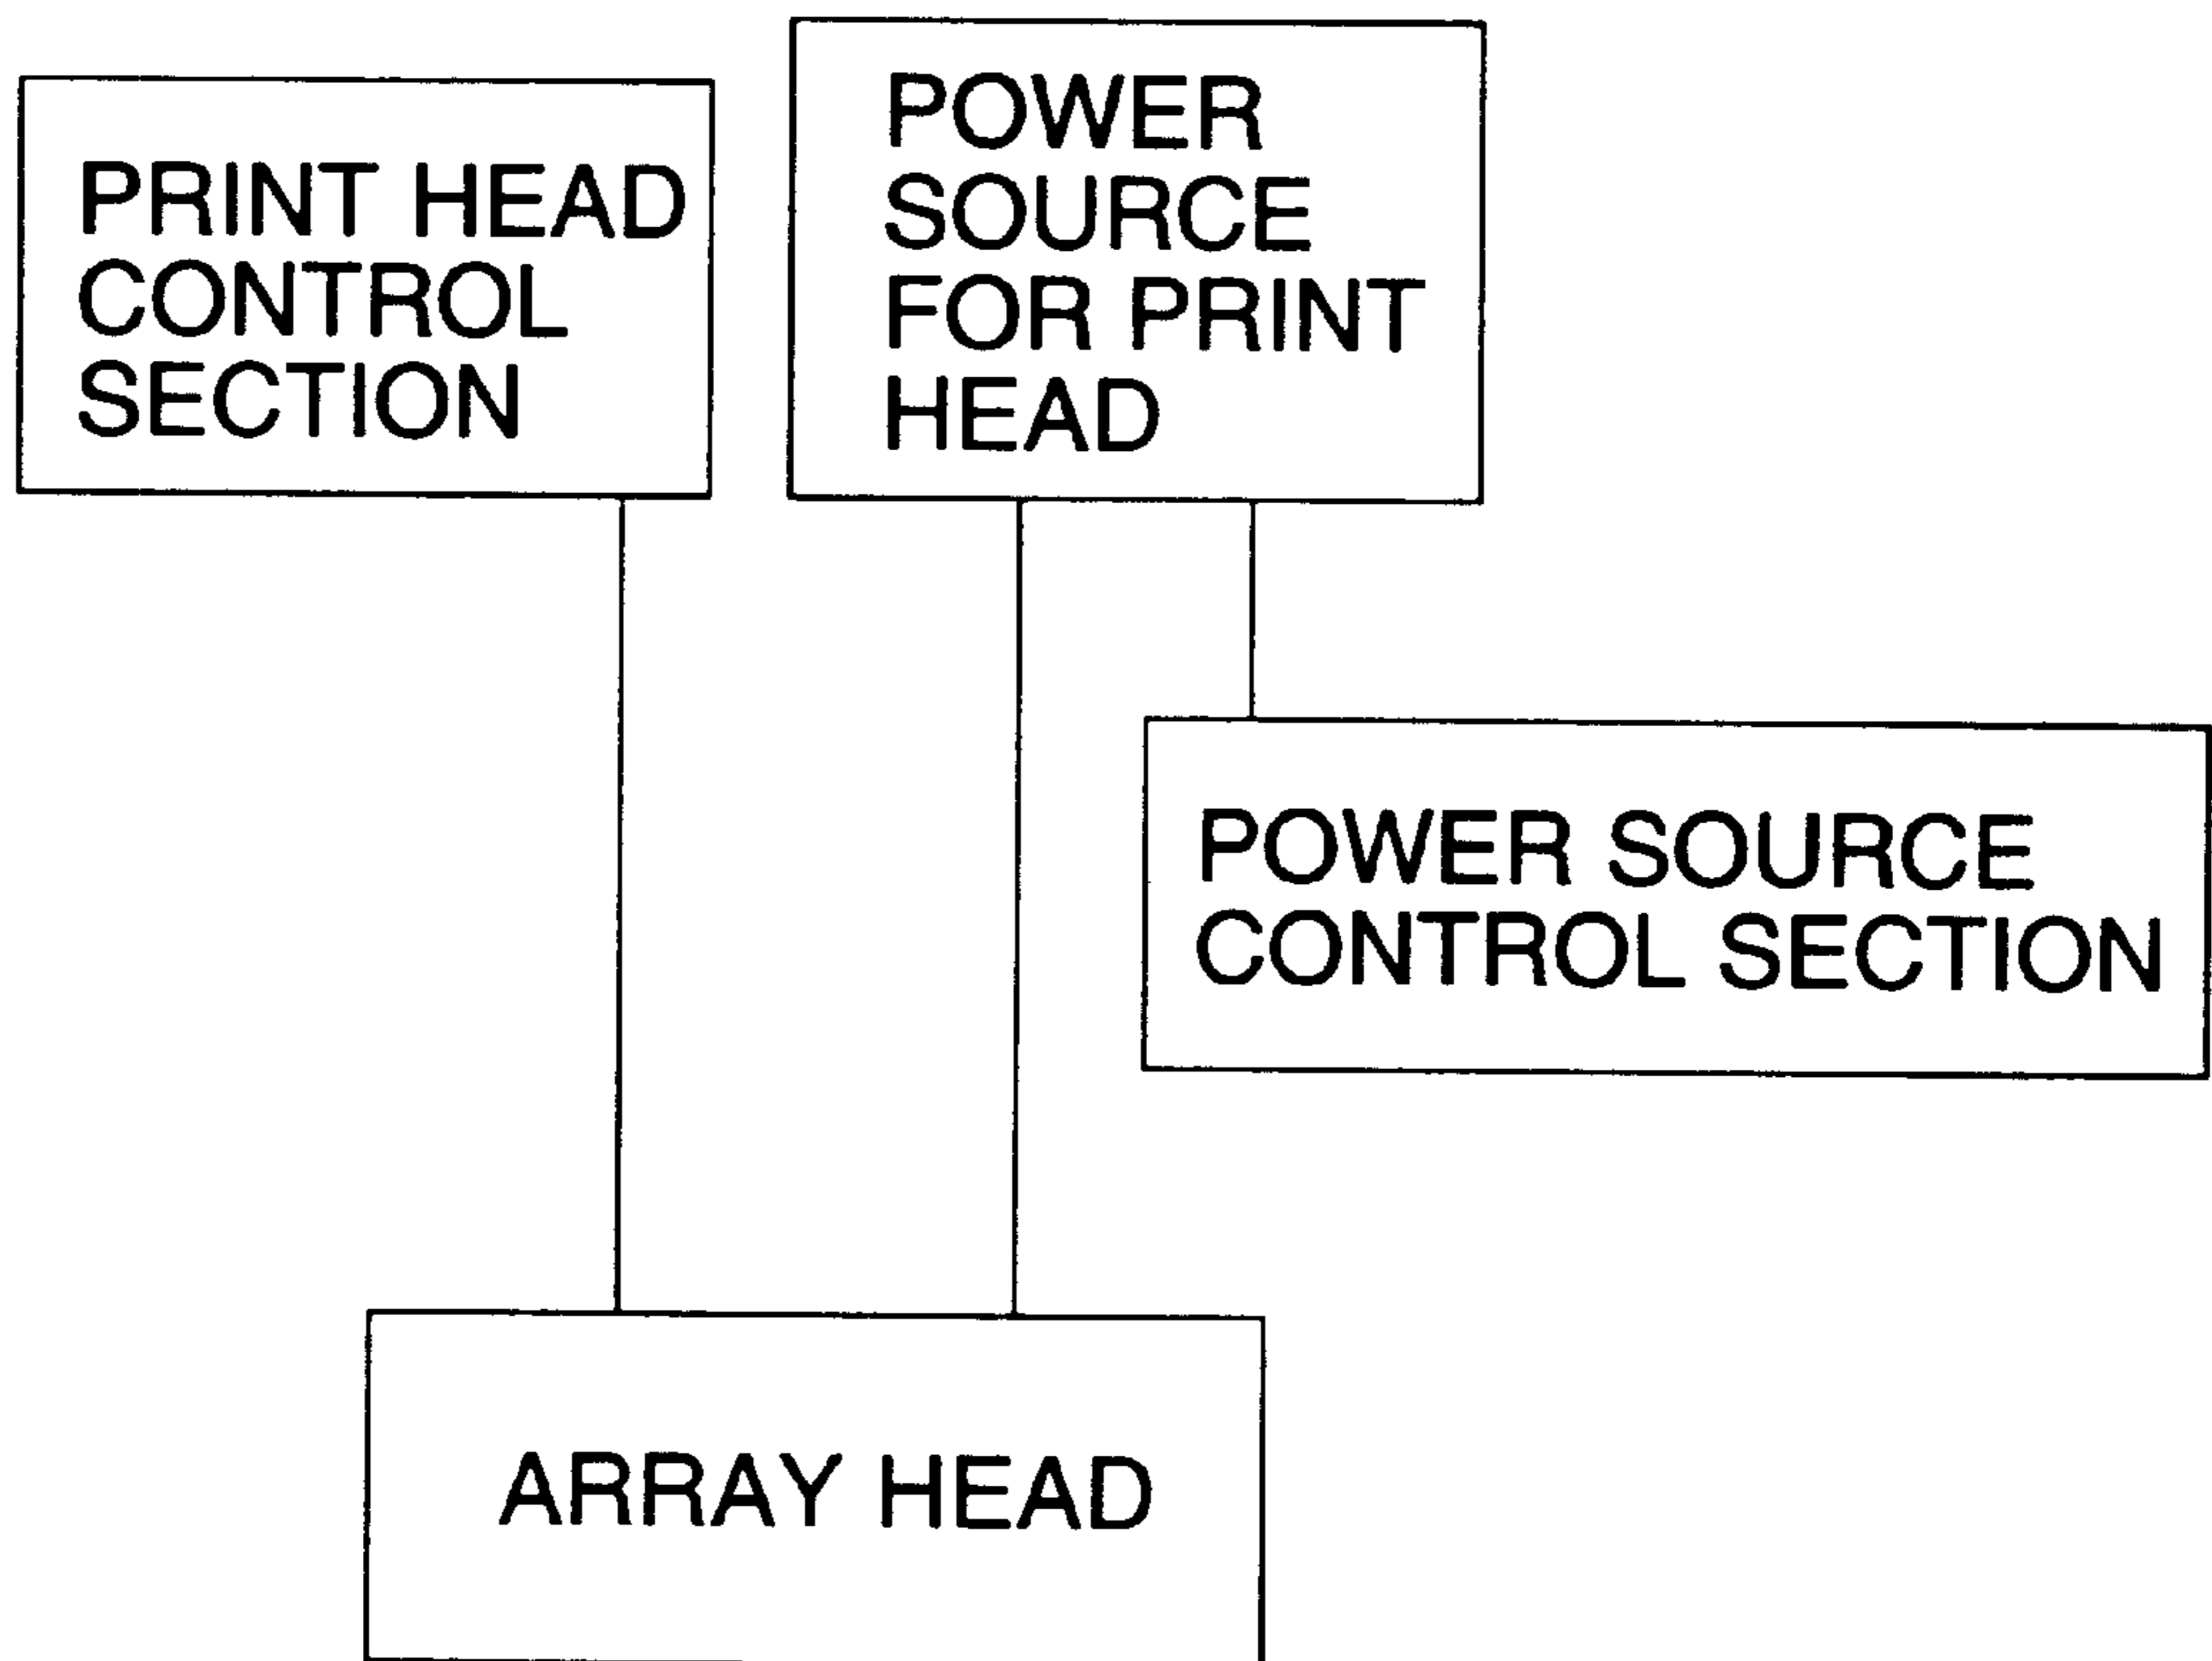 PRINT HEAD
CONTROL
SECTION
POWER
SOURCE
FOR PRINT
HEAD
POWER SOURCE
CONTROL SECTION
ARRAY HEAD